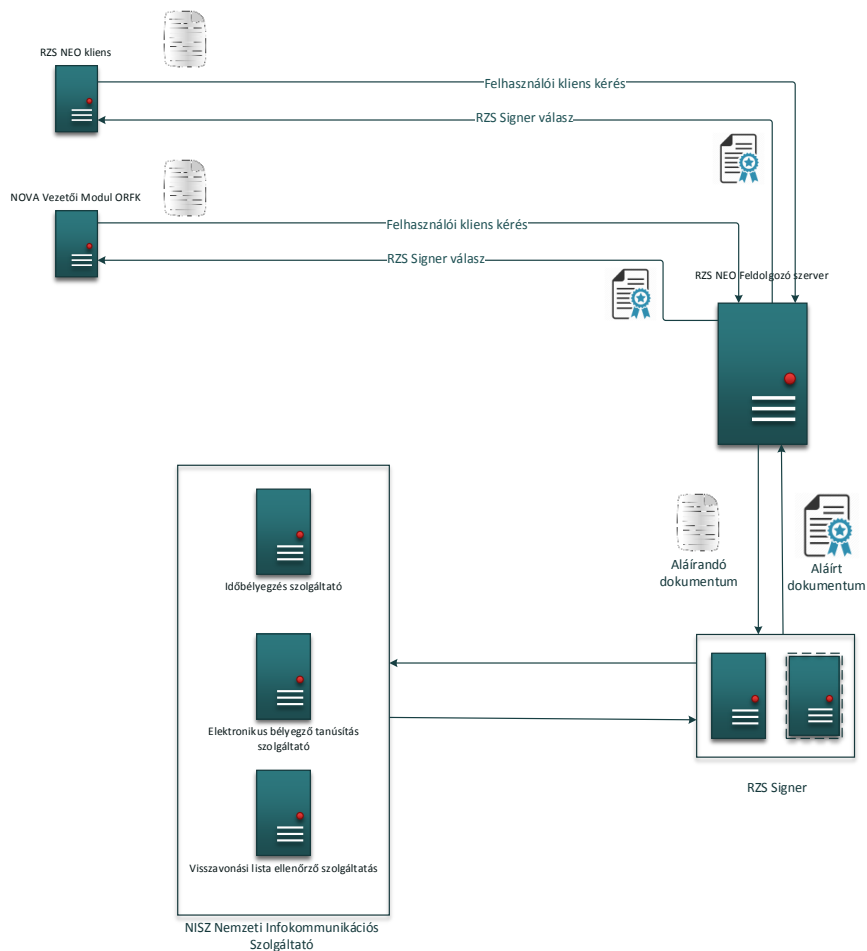 RZS NEO kliens
Felhasználói kliens kérés
RZS Signer válasz
NOVA Vezetői Modul ORFK
Felhasználói kliens kérés
RZS Signer válasz
RZS NEO Feldolgozó szerver
Aláírandó
dokumentum
Aláírt
dokumentum
Időbélyegzés szolgáltató
Elektronikus bélyegző tanúsítás
szolgáltató
Visszavonási lista ellenőrző szolgáltatás
RZS Signer
NISZ Nemzeti Infokommunikációs
Szolgáltató